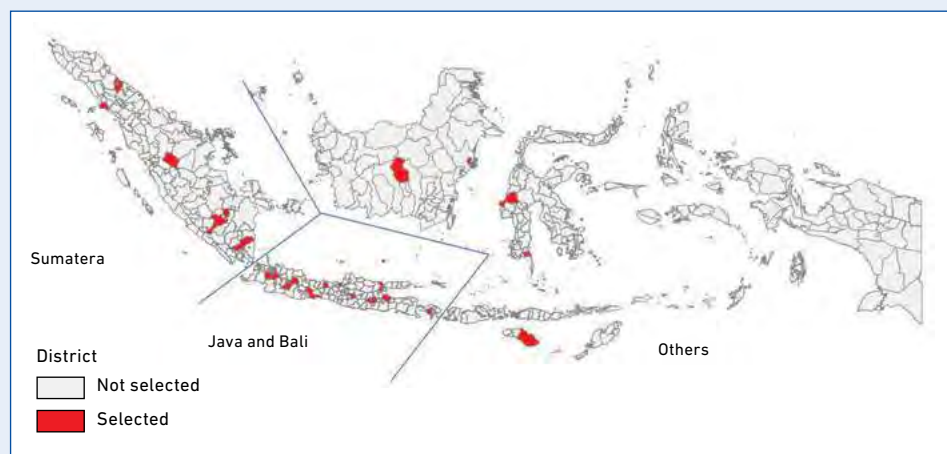 Sumatera
Java and Bali
Others
District
Not selected
Selected